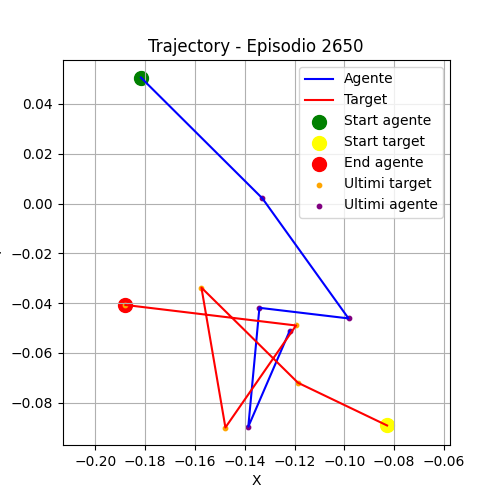 Trajectory - Episodio 2650
Agente
Target
Start agente
Start target
End agente
Ultimi target
Ultimi agente
0.04
0.02
0.00
−0.02
−0.04
−0.06
−0.08
−0.20 −0.18 −0.16 −0.14 −0.12 −0.10 −0.08 −0.06
X